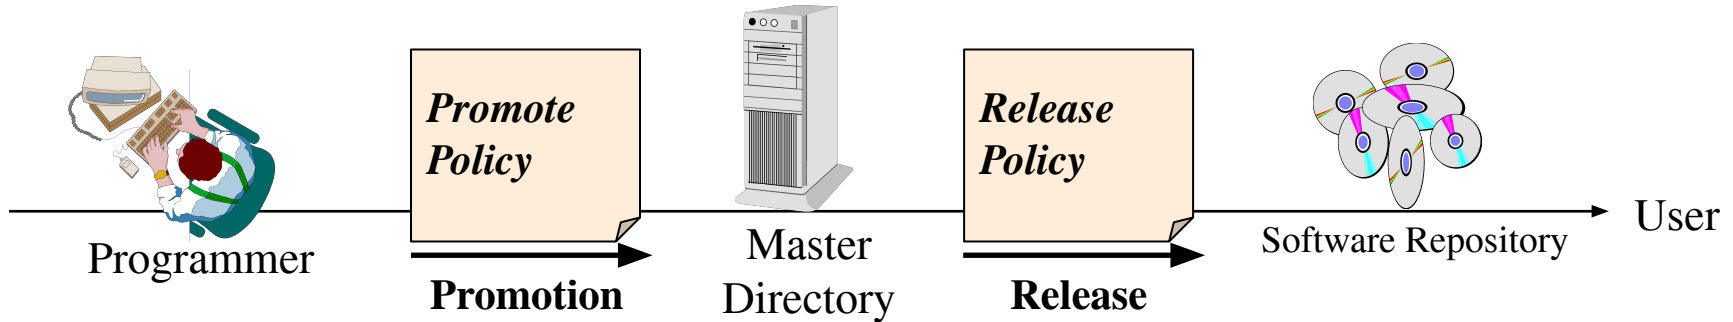 Promote
Policy
Release
Policy
Programmer
Promotion
Master
Directory
Release
Software Repository
User